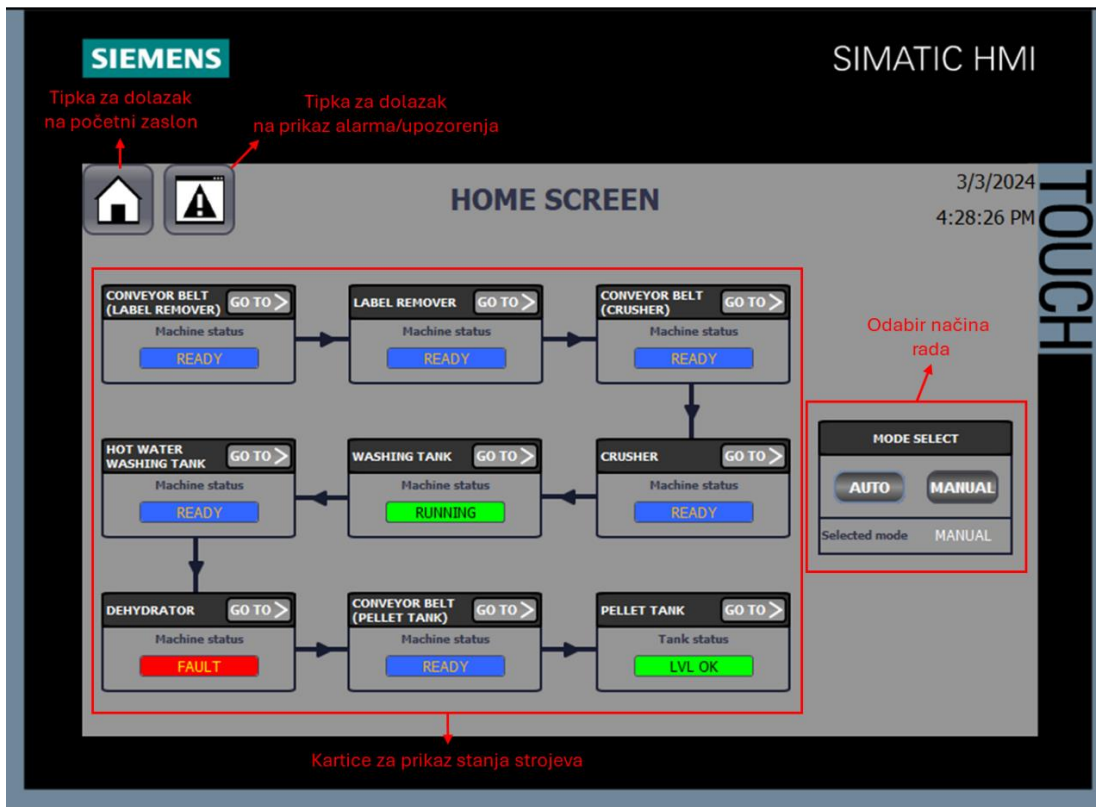 SIEMENS
SIMATIC HMI
Tipka za dolazak
na početni zaslon
Tipka za dolazak
na prikaz alarma/upozorenja
HOME SCREEN
3/3/2024
4:28:26 PM
TOUCH
CONVEYOR BELT
(LABEL REMOVER)
GO TO >
Machine status
READY
LABEL REMOVER
GO TO >
Machine status
READY
CONVEYOR BELT
(CRUSHER)
GO TO >
Machine status
READY
Odabir načina
rada
HOT WATER
WASHING TANK
GO TO >
Machine status
READY
WASHING TANK
GO TO >
Machine status
RUNNING
CRUSHER
GO TO >
Machine status
READY
MODE SELECT
AUTO
MANUAL
Selected mode MANUAL
DEHYDRATOR
GO TO >
Machine status
FAULT
CONVEYOR BELT
(PELLET TANK)
GO TO >
Machine status
READY
PELLET TANK
GO TO >
Tank status
LVL OK
Kartice za prikaz stanja strojeva